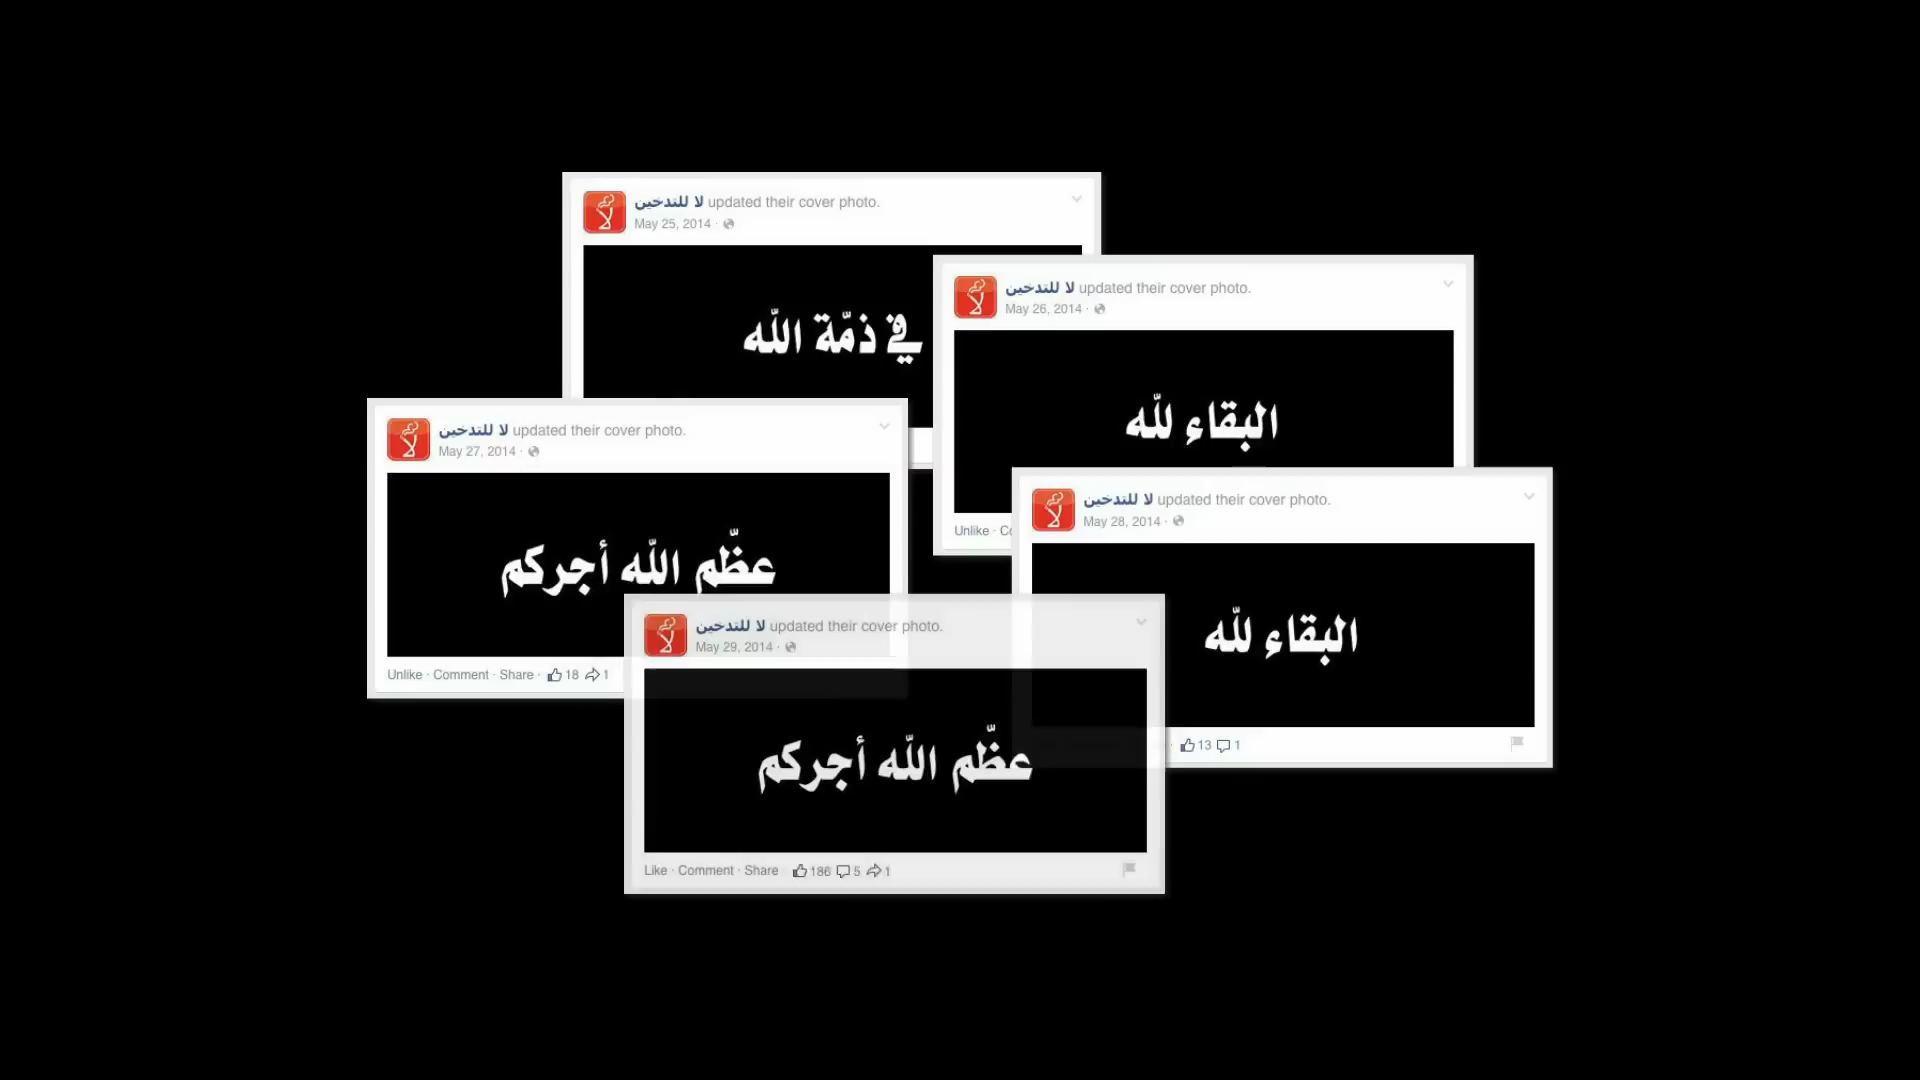 لا للتدخين updated their cover photo.
May 25, 2014
في ذمّة الله
لا للتدخين updated their cover photo.
May 26, 2014
البقاء لله
Unlike
لا للتدخين updated their cover photo.
May 27, 2014
عظّم الله أجركم
Unlike · Comment · Share · 18 1
لا للتدخين updated their cover photo.
May 28, 2014
البقاء لله
13 1
لا للتدخين updated their cover photo.
May 29, 2014
عظّم الله أجركم
Like · Comment · Share 186 5 1